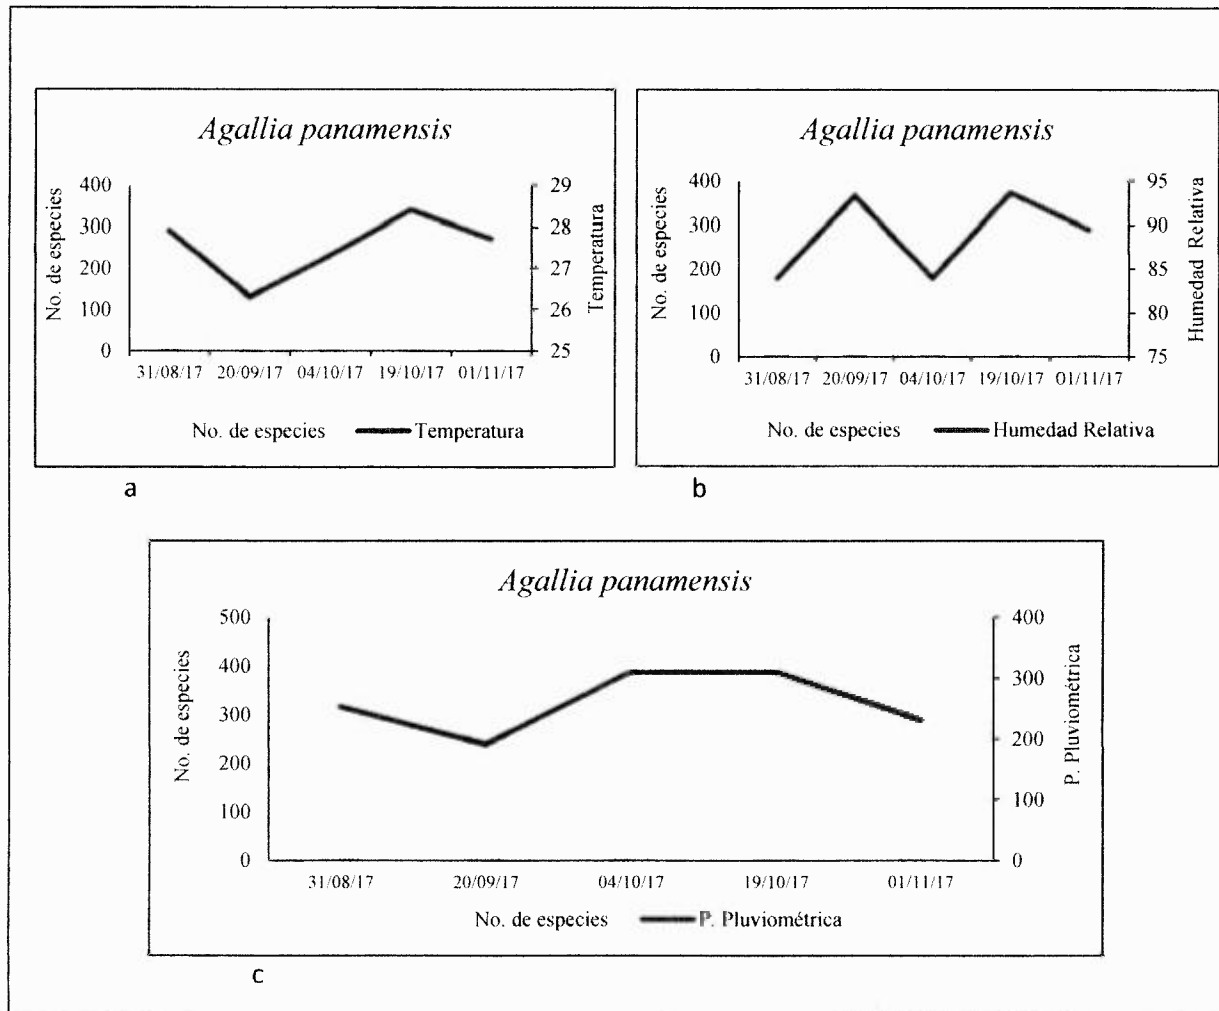 Agallia panamensis
No. de especies
400
300
200
100
0
29
28
27
26
25
Temperatura
31/08/17 20/09/17 04/10/17 19/10/17 01/11/17
No. de especies Temperatura
a
Agallia panamensis
No. de especies
400
300
200
100
0
95
90
85
80
75
Humedad Relativa
31/08/17 20/09/17 04/10/17 19/10/17 01/11/17
No. de especies Humedad Relativa
b
Agallia panamensis
No. de especies
500
400
300
200
100
0
400
300
200
100
0
P. Pluviométrica
31/08/17 20/09/17 04/10/17 19/10/17 01/11/17
No. de especies P. Pluviométrica
c